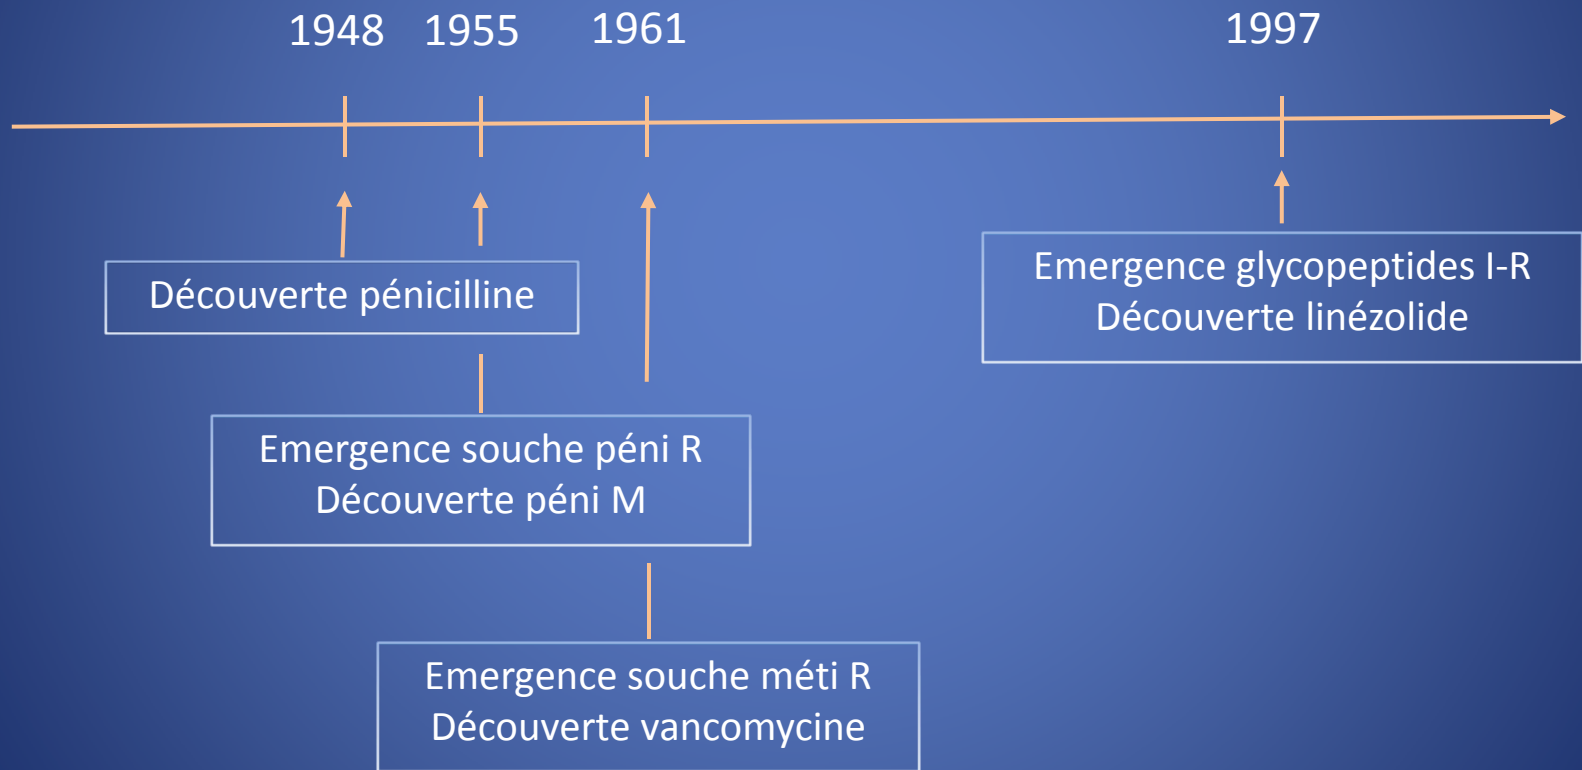 1948
1955
1961
1997
Découverte pénicilline
Emergence glycopeptides I-R
Découverte linézolide
Emergence souche péni R
Découverte péni M
Emergence souche méti R
Découverte vancomycine